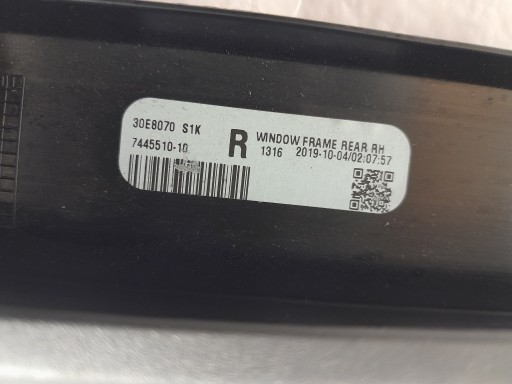 30E8070 S1K
7445510-10
R
WINDOW FRAME REAR RH
1316 2019-10-04/02:07:57